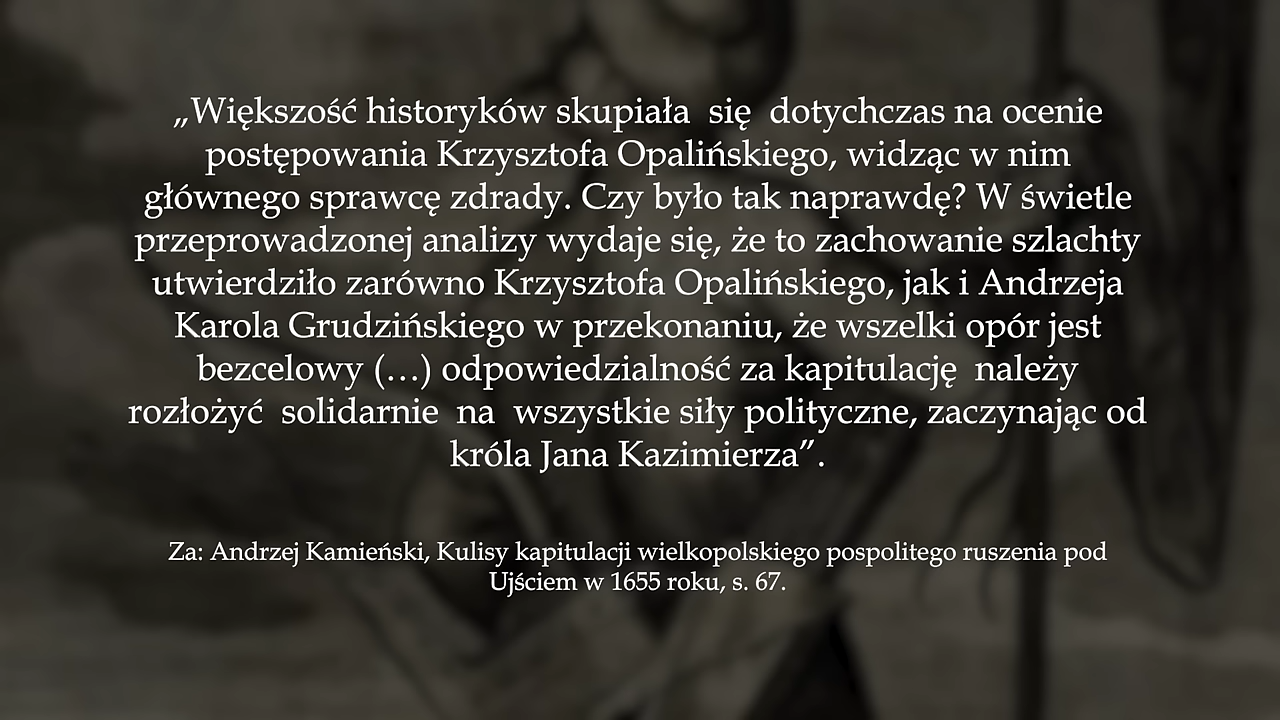 „Większość historyków skupiała  się  dotychczas na ocenie
postępowania Krzysztofa Opalińskiego, widząc w nim
głównego sprawcę zdrady. Czy było tak naprawdę? W świetle
przeprowadzonej analizy wydaje się, że to zachowanie szlachty
utwierdziło zarówno Krzysztofa Opalińskiego, jak i Andrzeja
Karola Grudzińskiego w przekonaniu, że wszelki opór jest
bezcelowy (…) odpowiedzialność za kapitulację  należy
rozłożyć  solidarnie  na  wszystkie siły polityczne, zaczynając od
króla Jana Kazimierza”.
Za: Andrzej Kamieński, Kulisy kapitulacji wielkopolskiego pospolitego ruszenia pod
Ujściem w 1655 roku, s. 67.